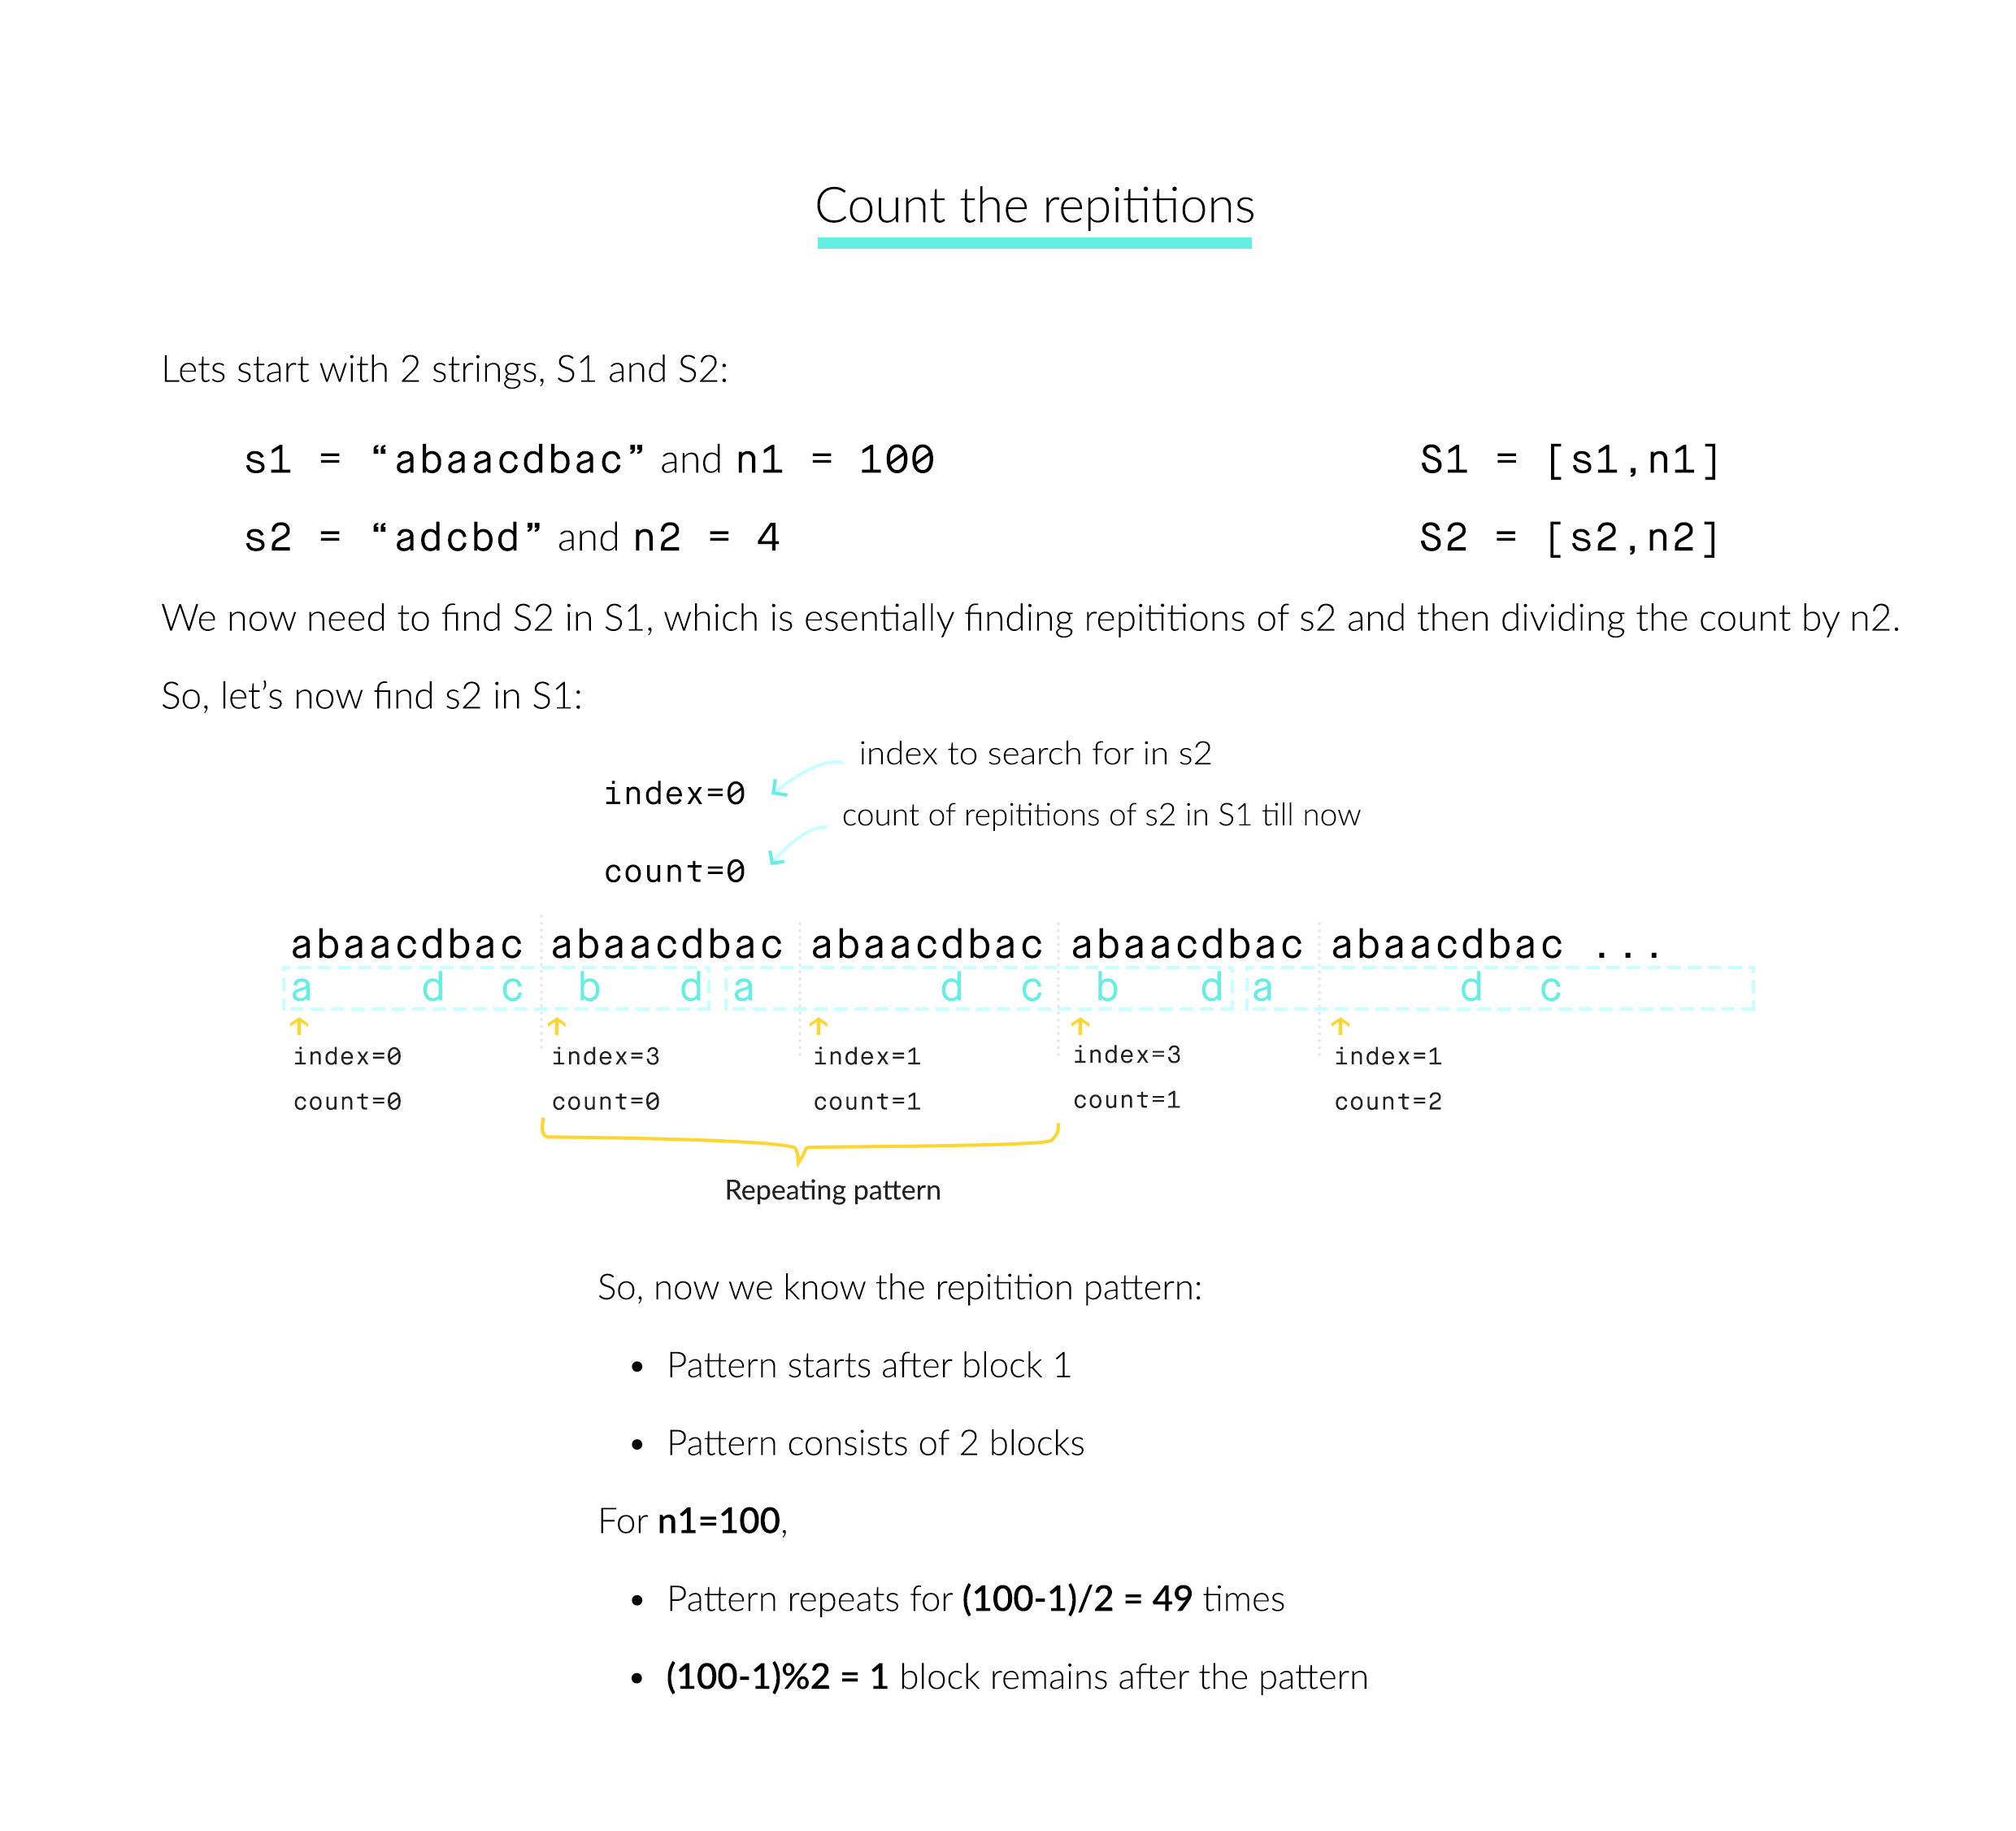 Count the repititions
Lets start with 2 strings, S1 and S2:
s1 = “abaacdbac” and n1 = 100 S1 = [s1,n1]
s2 = “adcbd” and n2 = 4 S2 = [s2,n2]
We now need to find S2 in S1, which is esentially finding repititions of s2 and then dividing the count by n2.
So, let’s now find s2 in S1:
index to search for in s2
index=0
count of repititions of s2 in S1 till now
count=0
abaacdbac abaacdbac abaacdbac abaacdbac abaacdbac ...
a d c b d a d c b d a d c
index=0 index=3 index=1 index=3 index=1
count=0 count=0 count=1 count=1 count=2
Repeating pattern
So, now we know the repitition pattern:
• Pattern starts after block 1
• Pattern consists of 2 blocks
For n1=100,
• Pattern repeats for (100-1)/2 = 49 times
• (100-1)%2 = 1 block remains after the pattern